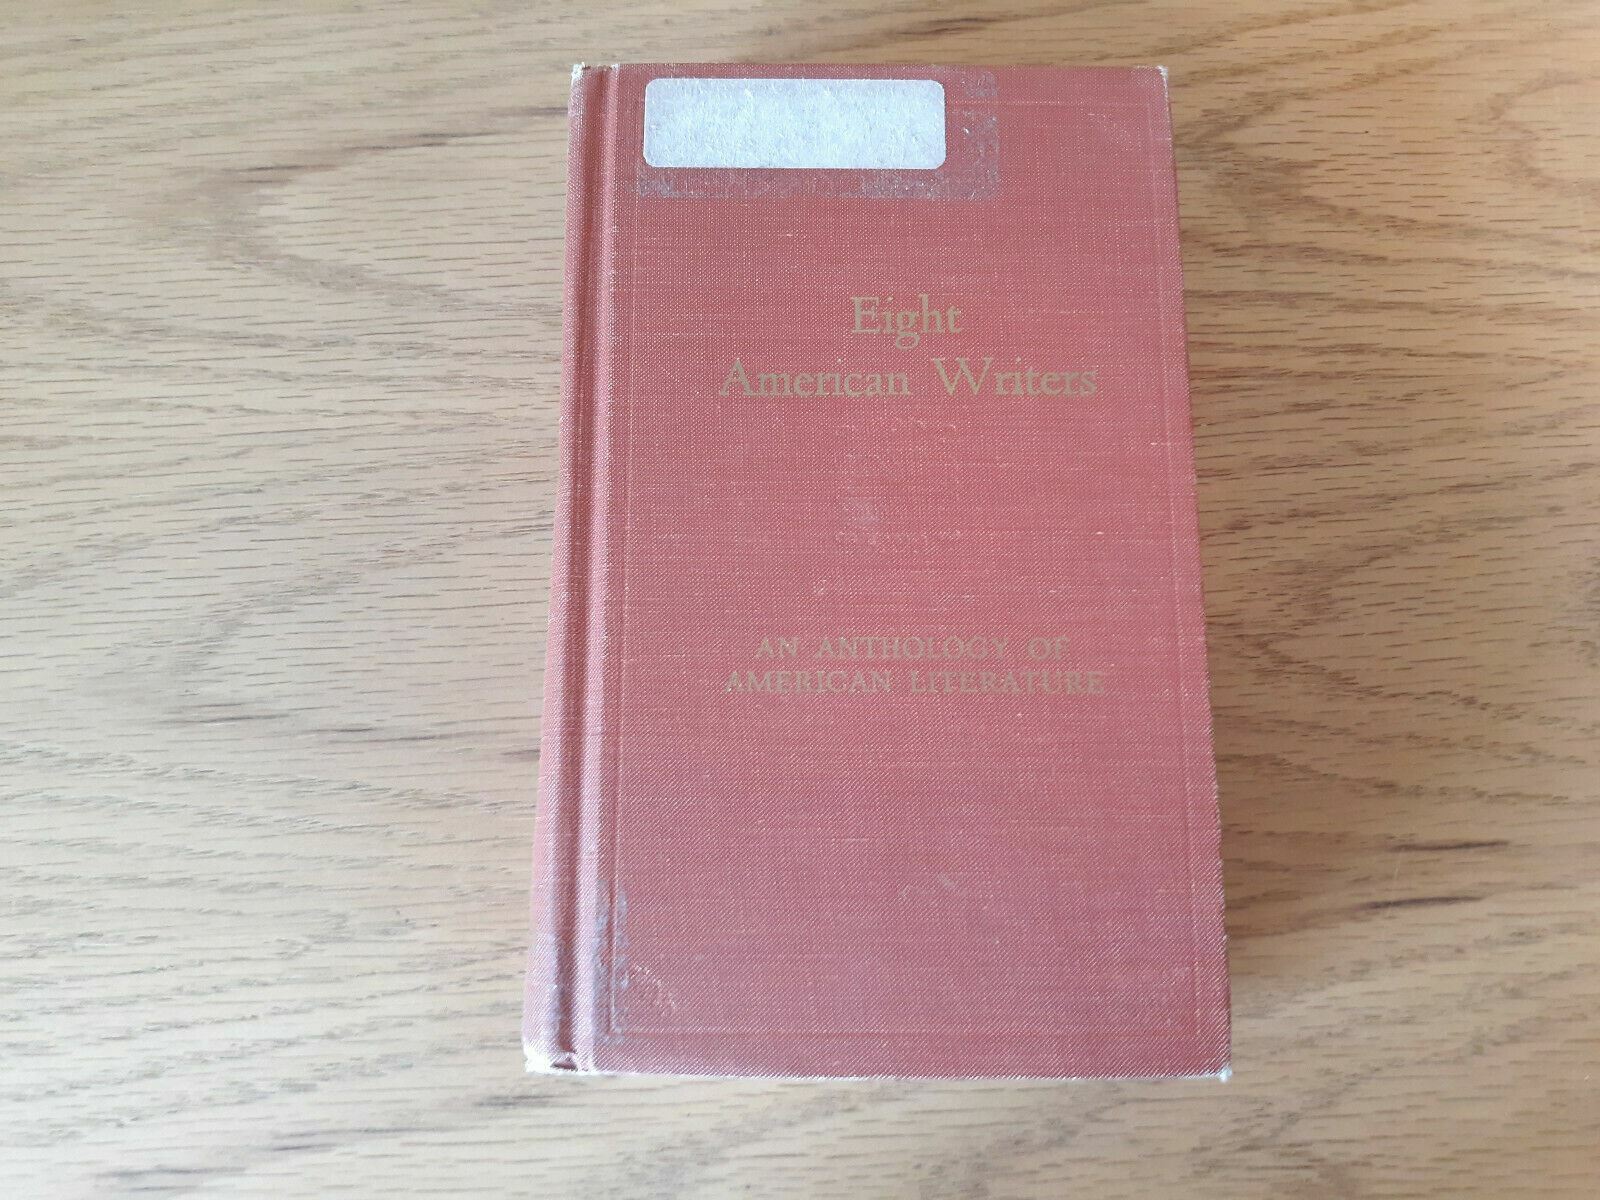 Eight
American Writers
AN ANTHOLOGY OF
AMERICAN LITERATURE